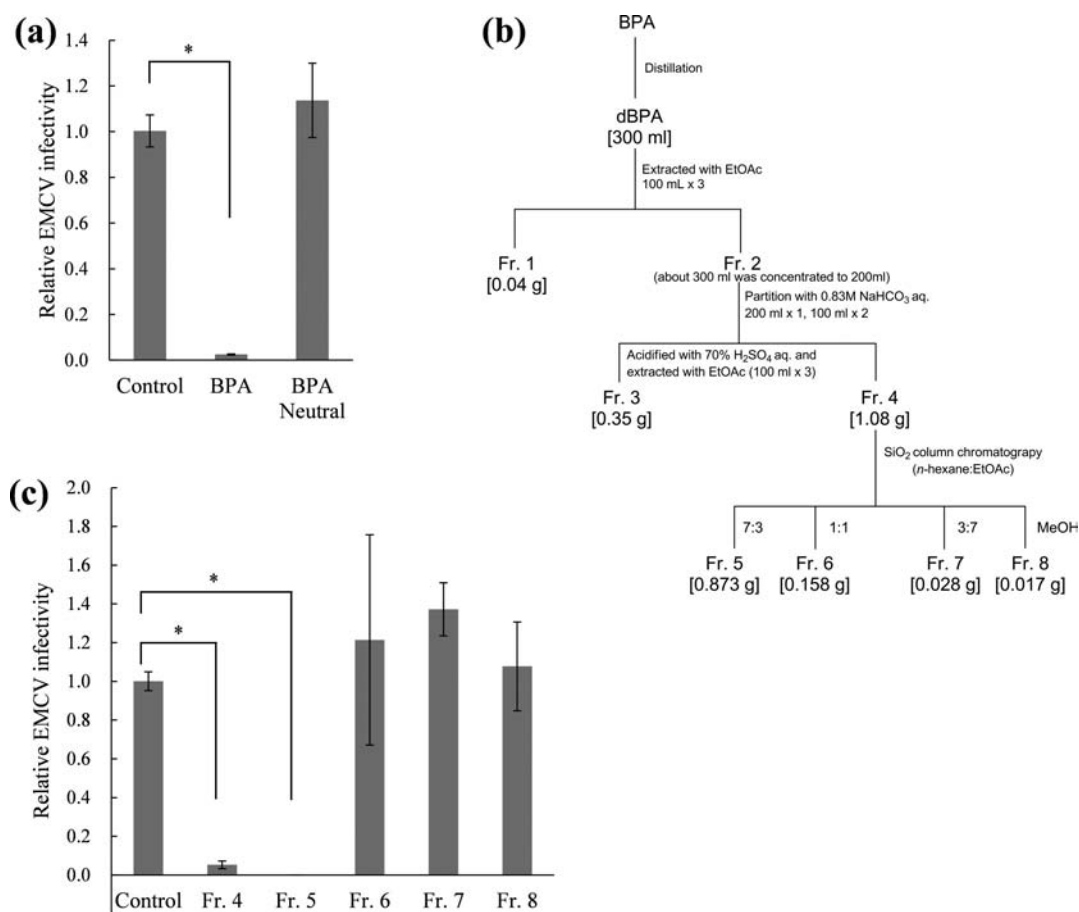 (a)
1.4
*
1.2
1.0
0.8
0.6
0.4
0.2
0.0
Relative EMCV infectivity
Control BPA BPA
Neutral
(b)
BPA
Distillation
dBPA
[300 ml]
Extracted with EtOAc
100 mL x 3
Fr. 1
[0.04 g]
Fr. 2
(about 300 ml was concentrated to 200ml)
Partition with 0.83M NaHCO3 aq.
200 ml x 1, 100 ml x 2
Acidified with 70% H2SO4 aq. and
extracted with EtOAc (100 ml x 3)
Fr. 3
[0.35 g]
Fr. 4
[1.08 g]
SiO2 column chromatograpy
(n-hexane:EtOAc)
7:3 1:1 3:7 MeOH
Fr. 5 Fr. 6 Fr. 7 Fr. 8
[0.873 g] [0.158 g] [0.028 g] [0.017 g]
(c)
2.0
1.8
1.6
*
1.4
*
1.2
1.0
0.8
0.6
0.4
0.2
0.0
Relative EMCV infectivity
Control Fr. 4 Fr. 5 Fr. 6 Fr. 7 Fr. 8